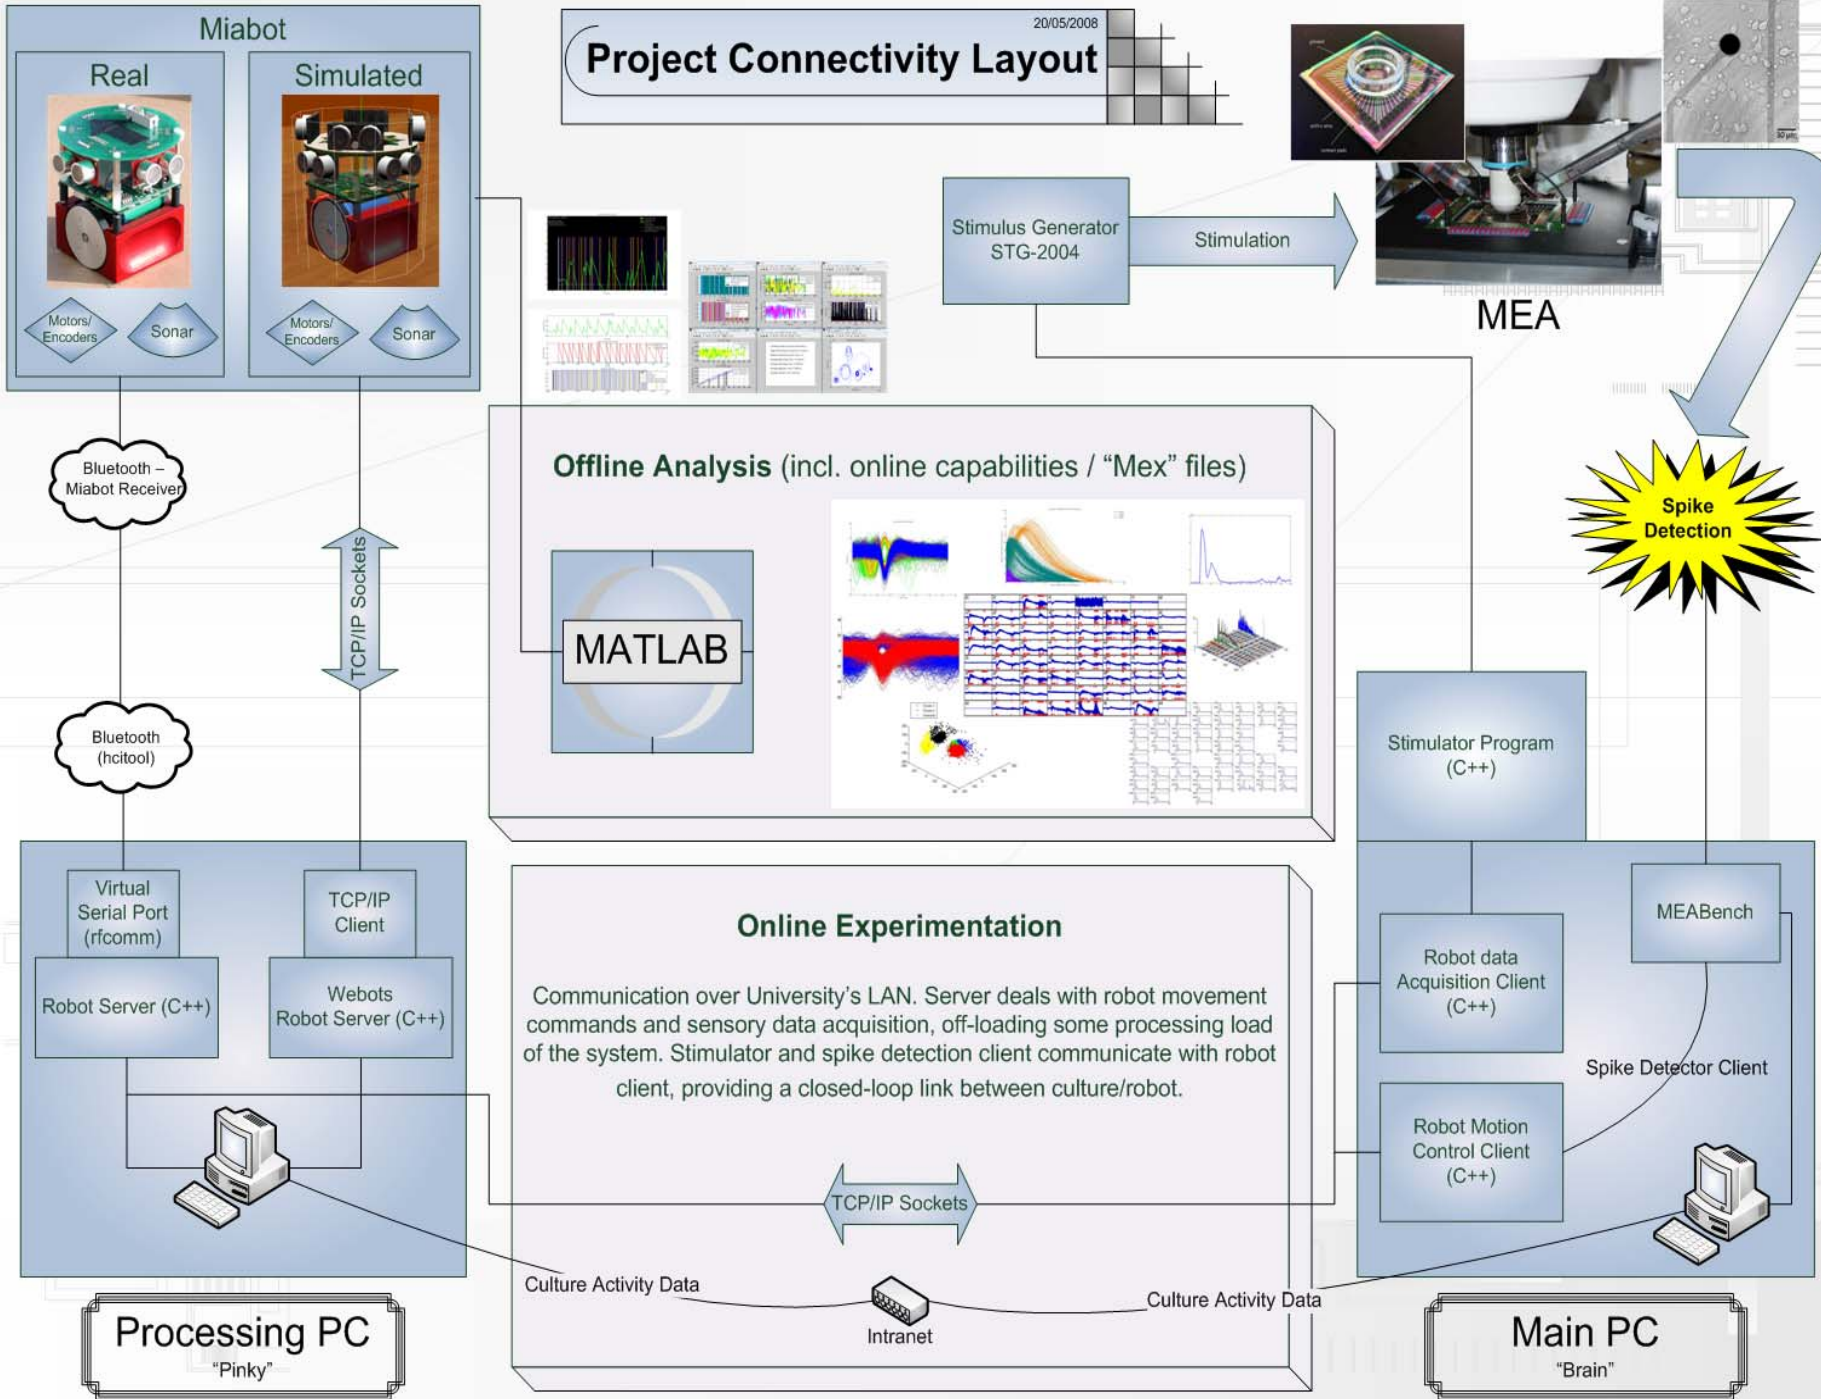 20/05/2008
Project Connectivity Layout
Miabot
Real
Simulated
Motors/
Encoders
Sonar
Motors/
Encoders
Sonar
Stimulus Generator
STG-2004
Stimulation
MEA
Bluetooth –
Miabot Receiver
TCP/IP Sockets
Bluetooth
(hcitool)
Offline Analysis (incl. online capabilities / “Mex” files)
MATLAB
Spike
Detection
Stimulator Program
(C++)
Virtual
Serial Port
(rfcomm)
TCP/IP
Client
Robot Server (C++)
Webots
Robot Server (C++)
Online Experimentation
Communication over University’s LAN. Server deals with robot movement
commands and sensory data acquisition, off-loading some processing load
of the system. Stimulator and spike detection client communicate with robot
client, providing a closed-loop link between culture/robot.
TCP/IP Sockets
Culture Activity Data
Intranet
Culture Activity Data
MEABench
Robot data
Acquisition Client
(C++)
Spike Detector Client
Robot Motion
Control Client
(C++)
Processing PC
“Pinky”
Main PC
“Brain”